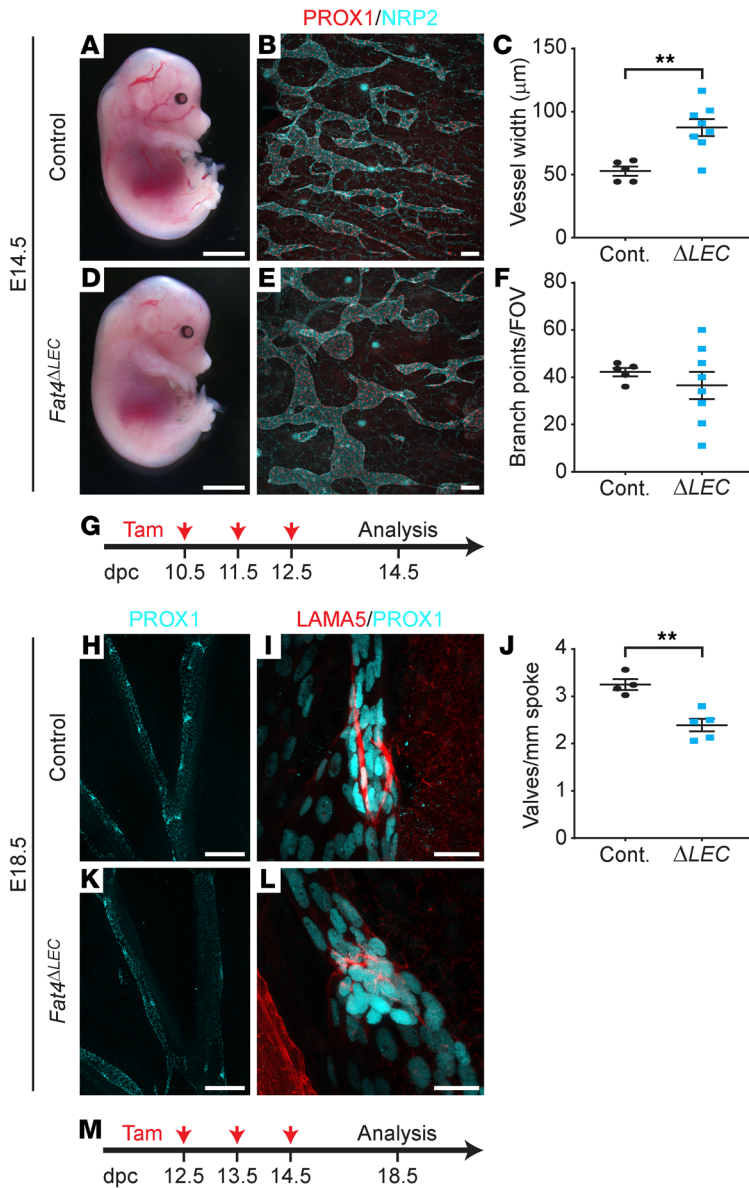 PROX1/NRP2
A
B
C
Control
E14.5
Vessel width (μm)
150
100
50
0
**
Cont.
ΔLEC
D
E
F
Fat4ΔLEC
Branch points/FOV
80
60
40
20
0
Cont.
ΔLEC
G
Tam
Analysis
dpc
10.5
11.5
12.5
14.5
PROX1
LAMA5/PROX1
H
I
J
Control
E18.5
Valves/mm spoke
4
3
2
1
0
**
Cont.
ΔLEC
K
L
Fat4ΔLEC
M
Tam
Analysis
dpc
12.5
13.5
14.5
18.5